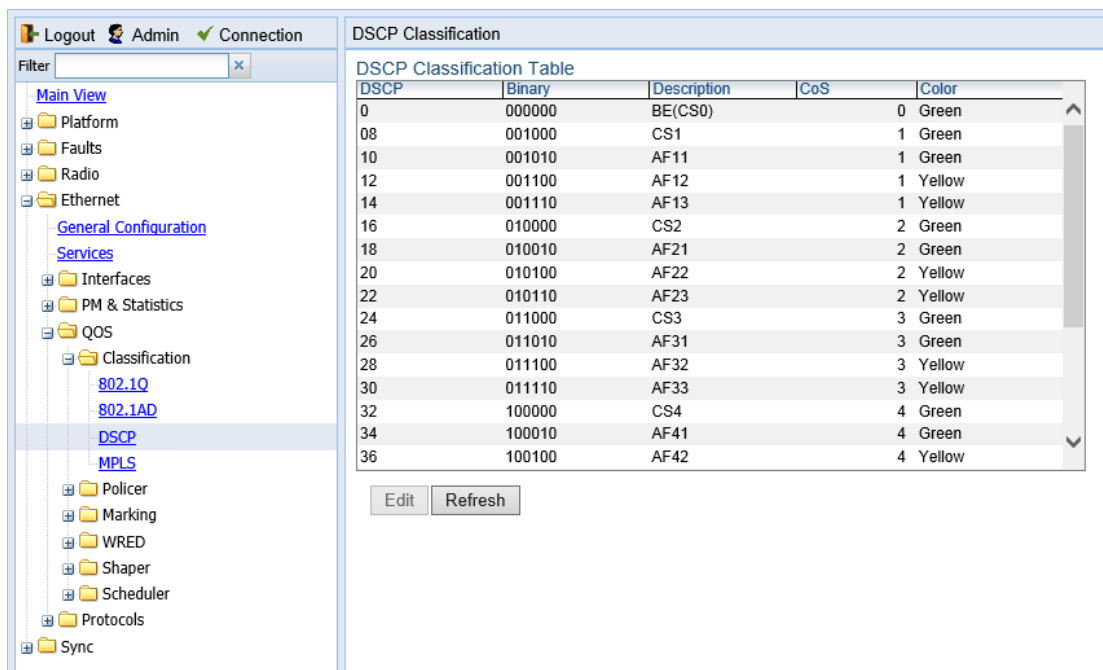 Logout Admin Connection
Filter
Main View
Platform
Faults
Radio
Ethernet
General Configuration
Services
Interfaces
PM & Statistics
QOS
Classification
802.1Q
802.1AD
DSCP
MPLS
Policer
Marking
WRED
Shaper
Scheduler
Protocols
Sync
DSCP Classification
DSCP Classification Table
DSCP Binary Description CoS Color
0 000000 BE(CS0) 0 Green
08 001000 CS1 1 Green
10 001010 AF11 1 Green
12 001100 AF12 1 Yellow
14 001110 AF13 1 Yellow
16 010000 CS2 2 Green
18 010010 AF21 2 Green
20 010100 AF22 2 Yellow
22 010110 AF23 2 Yellow
24 011000 CS3 3 Green
26 011010 AF31 3 Green
28 011100 AF32 3 Yellow
30 011110 AF33 3 Yellow
32 100000 CS4 4 Green
34 100010 AF41 4 Green
36 100100 AF42 4 Yellow
Edit Refresh